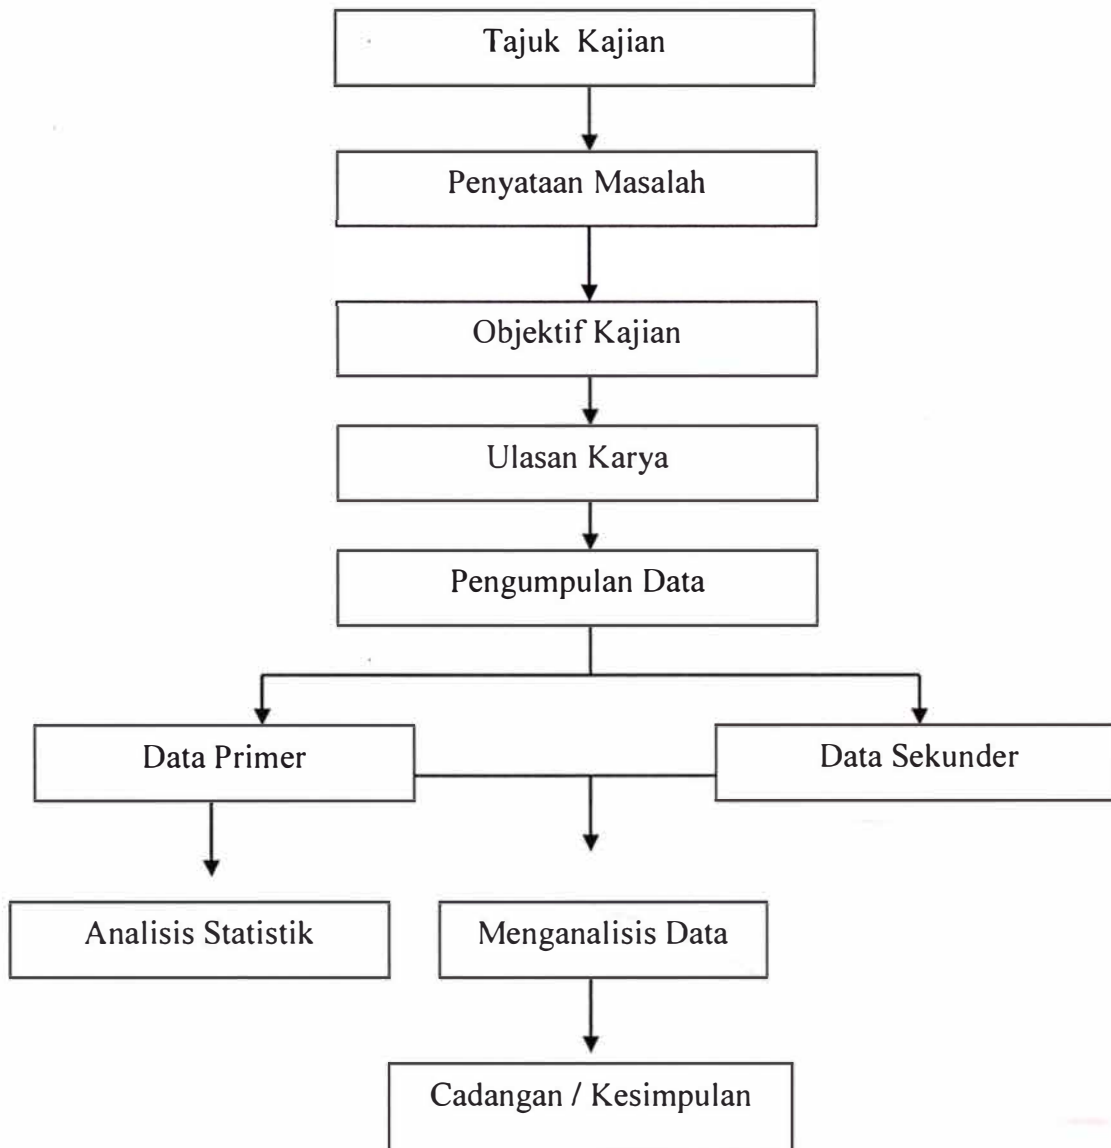 Tajuk Kajian
Penyataan Masalah
Objektif Kajian
Ulasan Karya
Pengumpulan Data
Data Primer
Data Sekunder
Analisis Statistik
Menganalisis Data
Cadangan / Kesimpulan